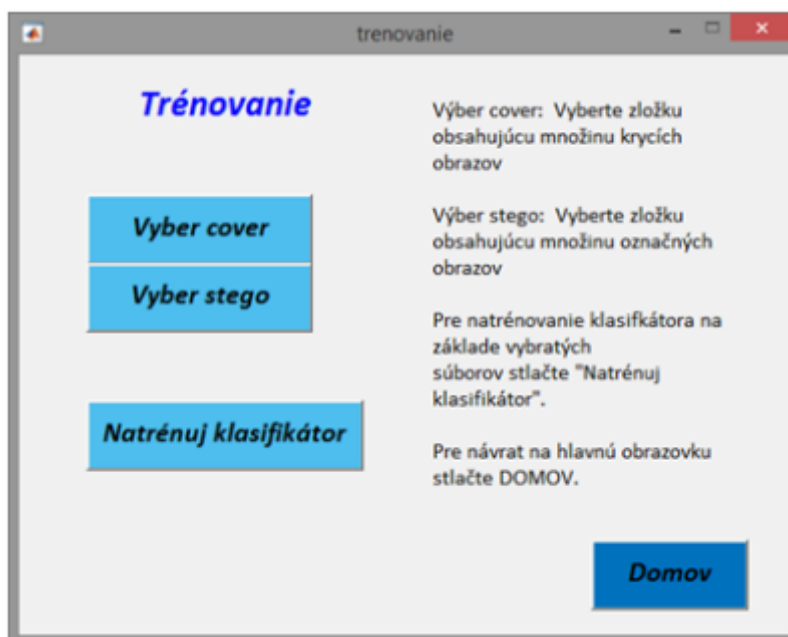 trenovanie
Trénovanie
Vyber cover
Vyber stego
Natrénuj klasifikátor
Výber cover:  Vyberte zložku
obsahujúcu množinu krycích
obrazov
Výber stego:  Vyberte zložku
obsahujúcu množinu označných
obrazov
Pre natrénovanie klasifkátora na
základe vybratých
súborov stlačte "Natrénuj
klasifikátor".
Pre návrat na hlavnú obrazovku
stlačte DOMOV.
Domov